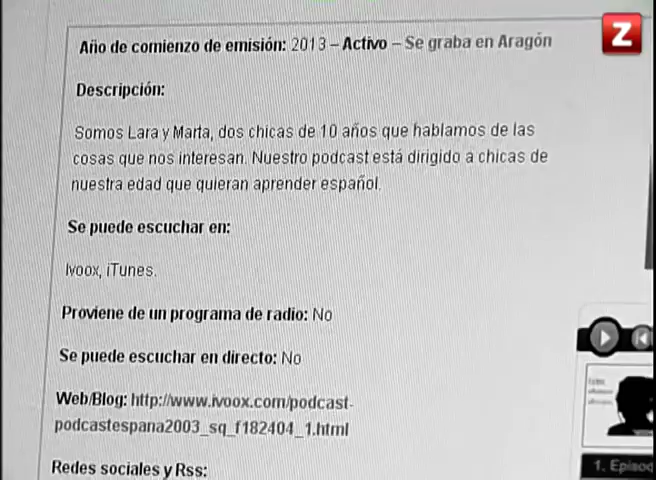 Año de comienzo de emisión: 2013 – Activo – Se graba en Aragón
Z
Descripción:
Somos Lara y Marta, dos chicas de 10 años que hablamos de las
cosas que nos interesan. Nuestro podcast está dirigido a chicas de
nuestra edad que quieran aprender español.
Se puede escuchar en:
Ivoox, iTunes.
Proviene de un programa de radio: No
Se puede escuchar en directo: No
Web/Blog: http://www.ivoox.com/podcast-
podcastespana2003_sq_f182404_1.html
Redes sociales y Rss:
1. Episod